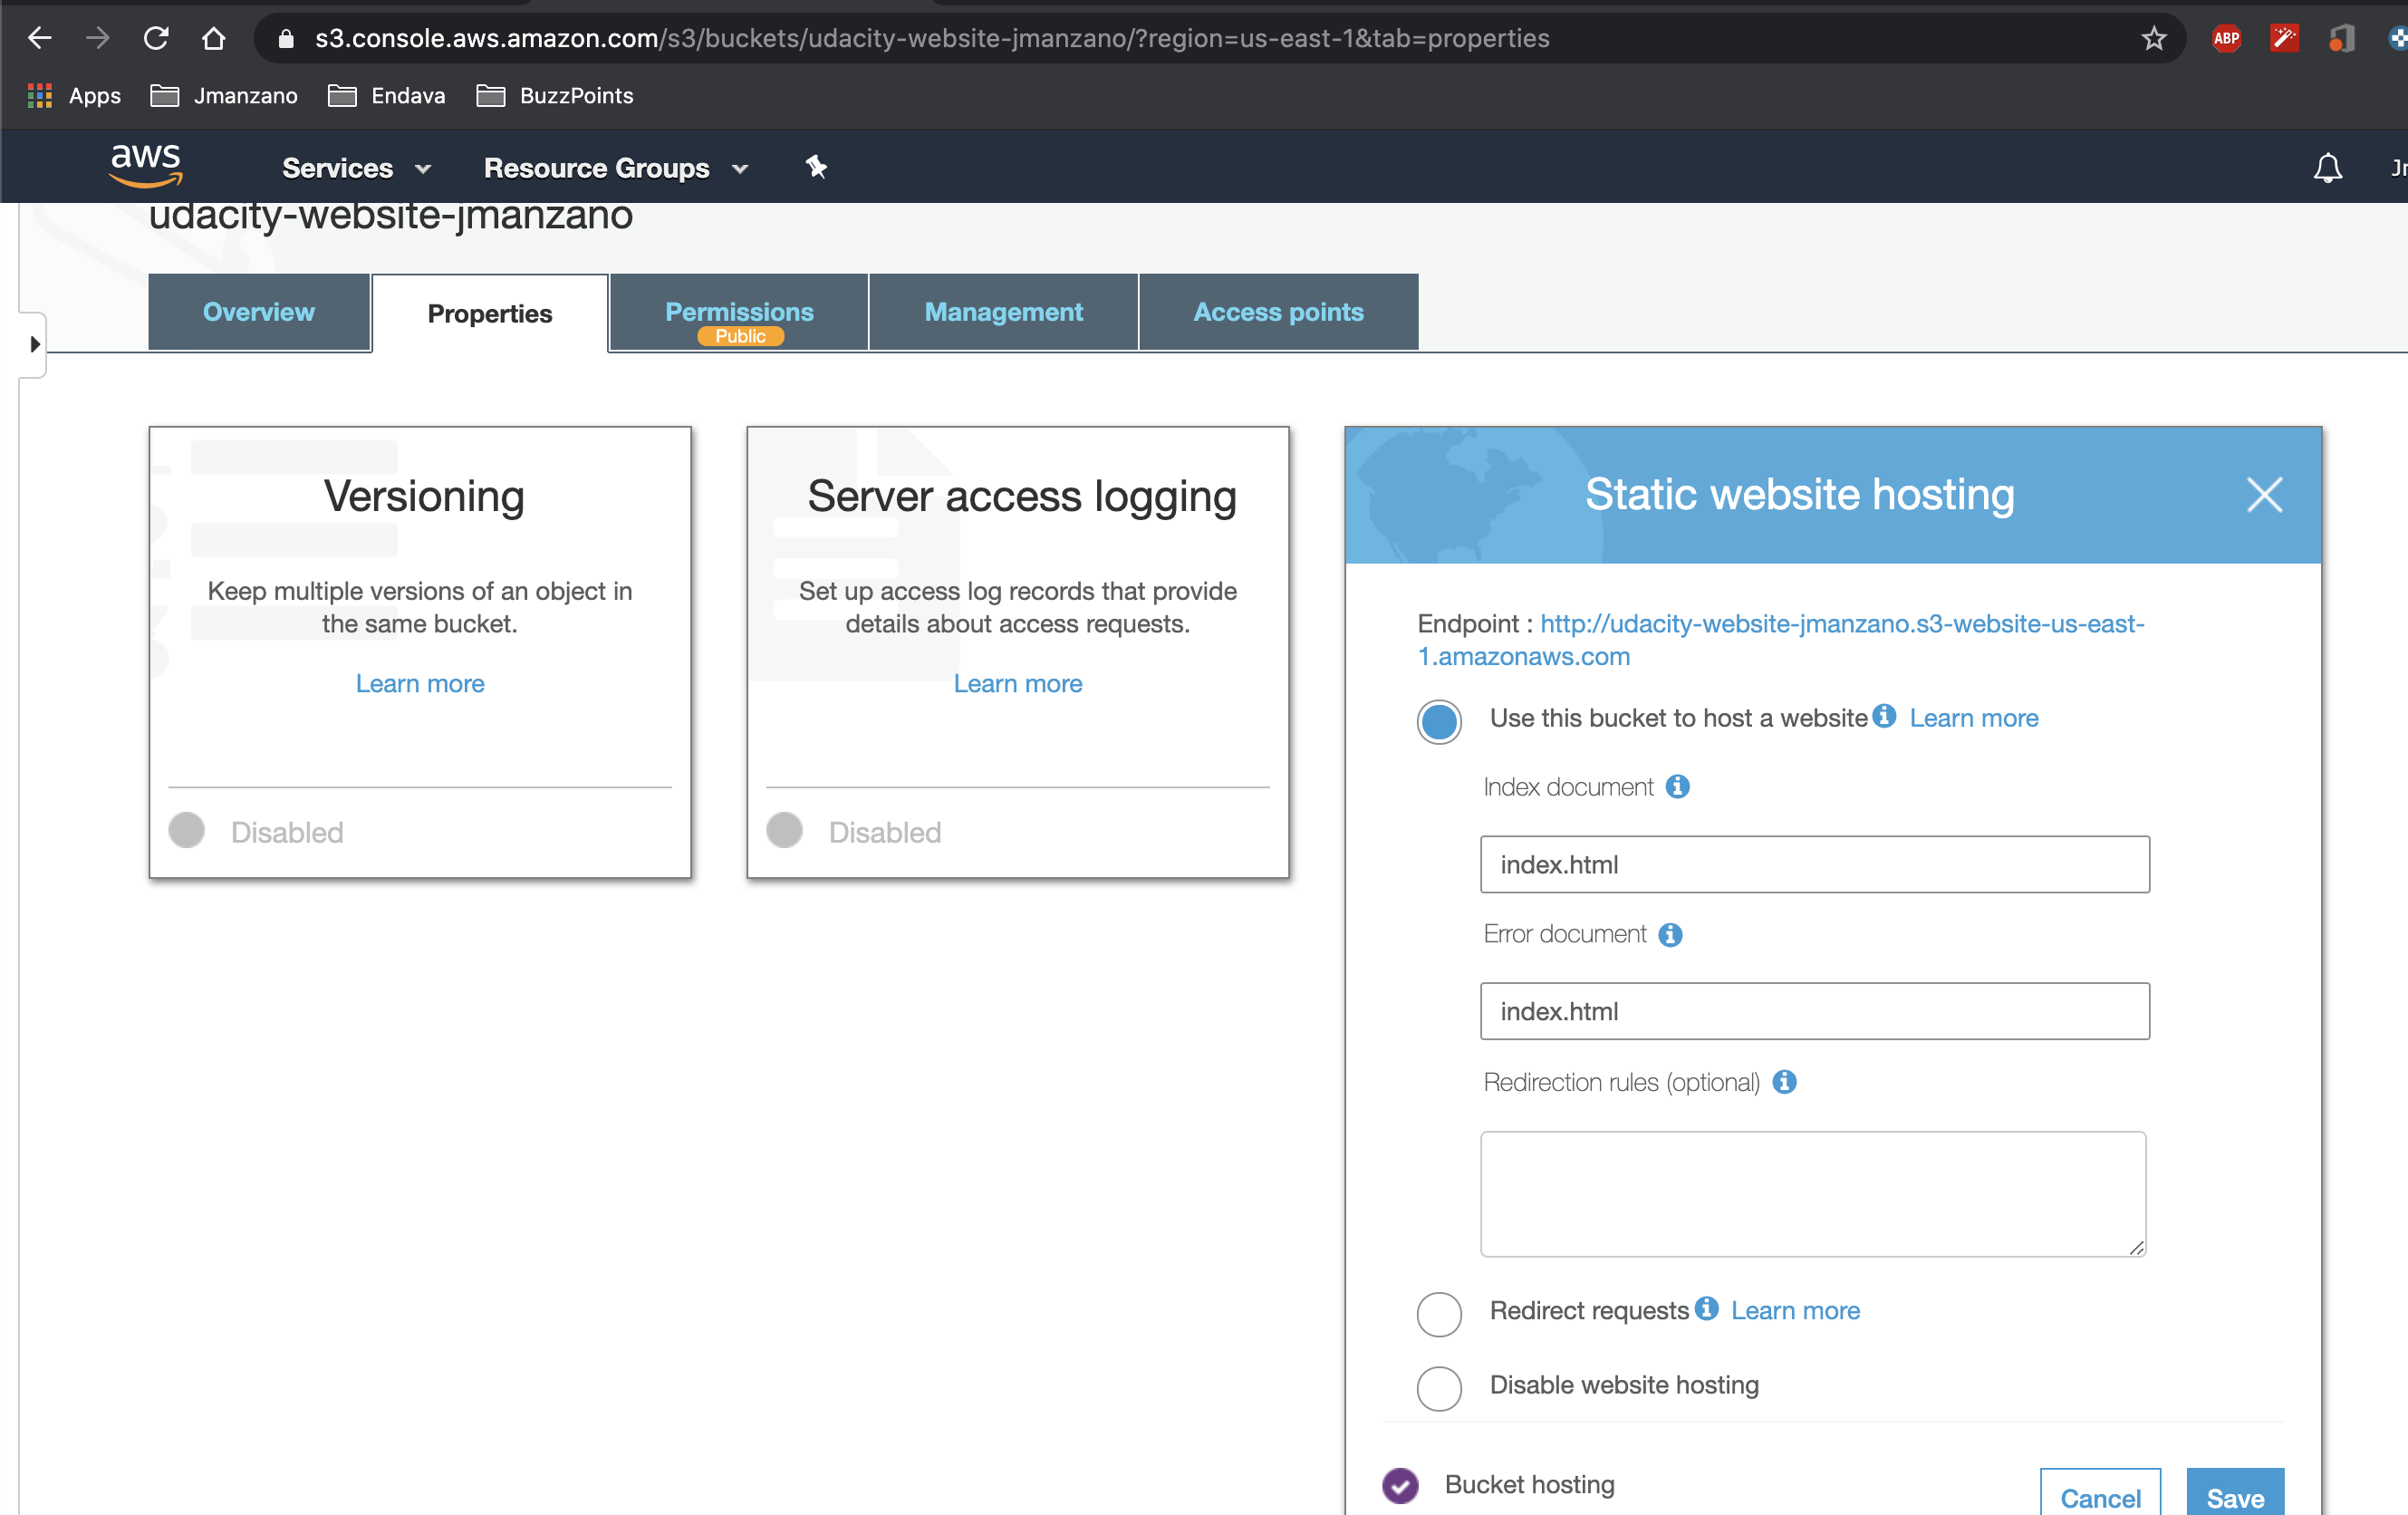 s3.console.aws.amazon.com/s3/buckets/udacity-website-jmanzano/?region=us-east-1&tab=properties
ABP
Apps Jmanzano Endava BuzzPoints
aws Services Resource Groups
udacity-website-jmanzano
Overview Properties Permissions Management Access points
Public
Versioning
Keep multiple versions of an object in
the same bucket.
Learn more
Disabled
Server access logging
Set up access log records that provide
details about access requests.
Learn more
Disabled
Static website hosting
Endpoint : http://udacity-website-jmanzano.s3-website-us-east-
1.amazonaws.com
Use this bucket to host a website Learn more
Index document
index.html
Error document
index.html
Redirection rules (optional)
Redirect requests Learn more
Disable website hosting
Bucket hosting
Cancel Save